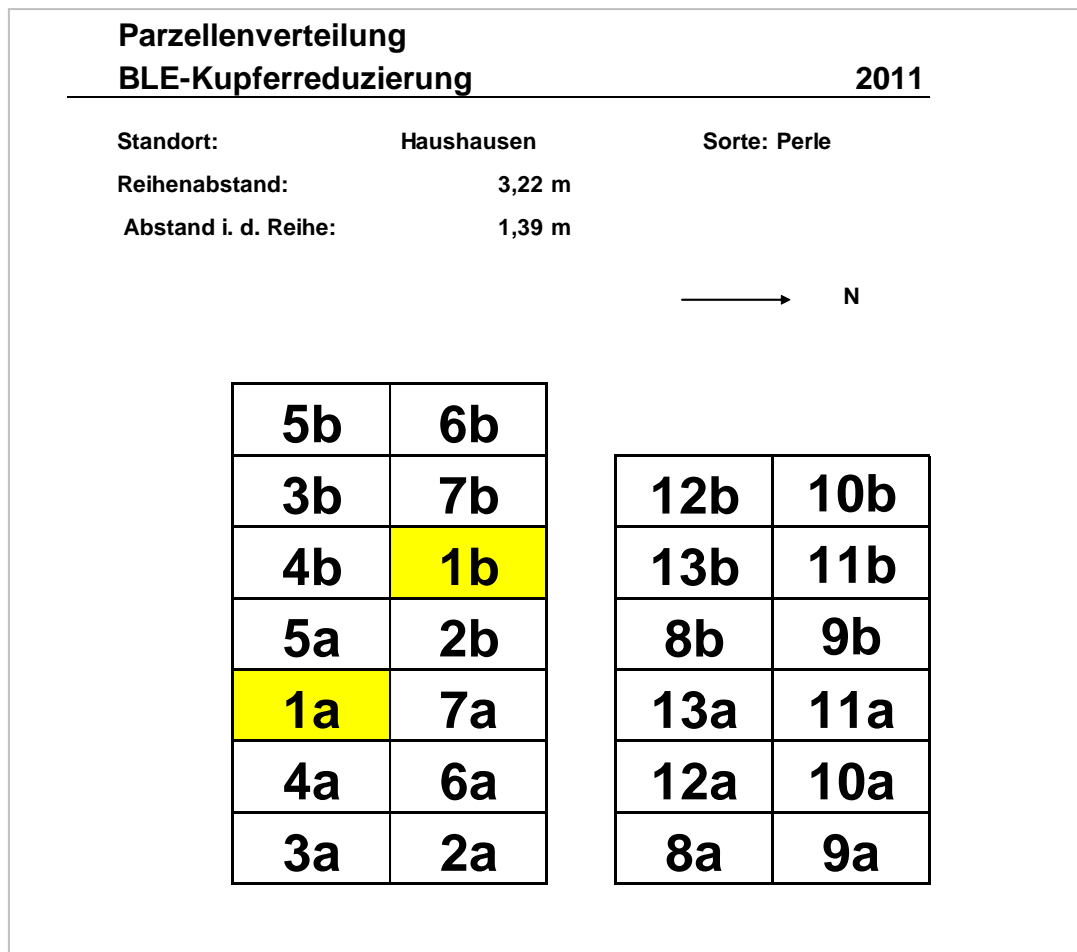 Parzellenverteilung
BLE-Kupferreduzierung 2011
Standort: Haushausen Sorte: Perle
Reihenabstand: 3,22 m
Abstand i. d. Reihe: 1,39 m
N
5b 6b
3b 7b 12b 10b
4b 1b 13b 11b
5a 2b 8b 9b
1a 7a 13a 11a
4a 6a 12a 10a
3a 2a 8a 9a